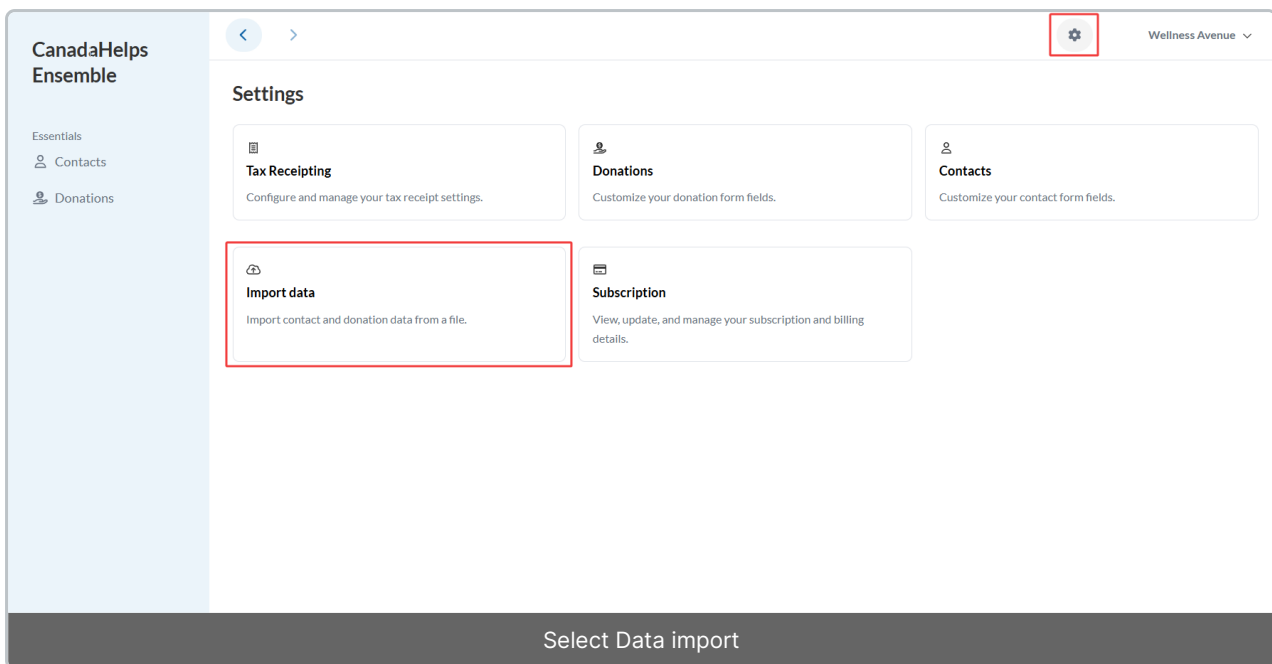 CanadaHelps
Ensemble
Wellness Avenue
Essentials
Contacts
Donations
Settings
Tax Receipting
Configure and manage your tax receipt settings.
Donations
Customize your donation form fields.
Contacts
Customize your contact form fields.
Import data
Import contact and donation data from a file.
Subscription
View, update, and manage your subscription and billing
details.
Select Data import